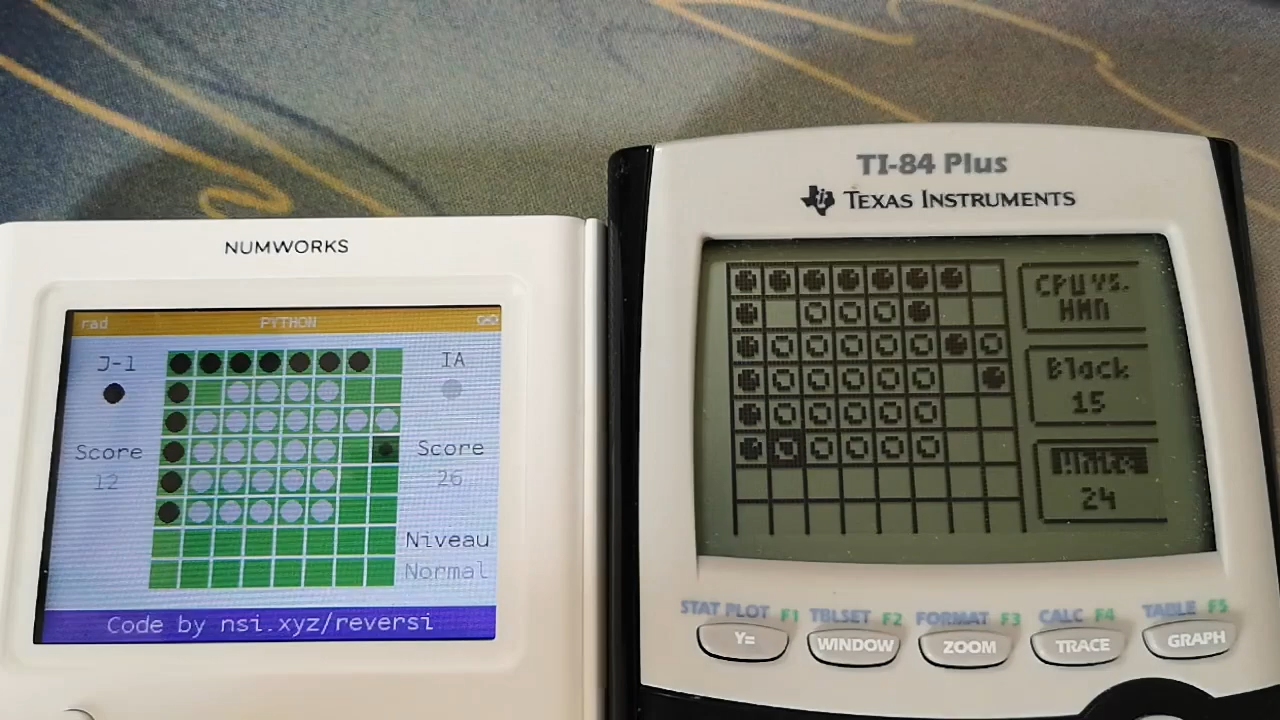 NUMWORKS
rad PYTHON
J-1 IA
Score Score
12 26
Niveau
Normal
Code by nsi.xyz/reversi
TI-84 Plus
TEXAS INSTRUMENTS
CPU vs.
HMN
Black
15
White
24
STAT PLOT F1 TBLSET F2 FORMAT F3 CALC F4 TABLE F5
Y= WINDOW ZOOM TRACE GRAPH